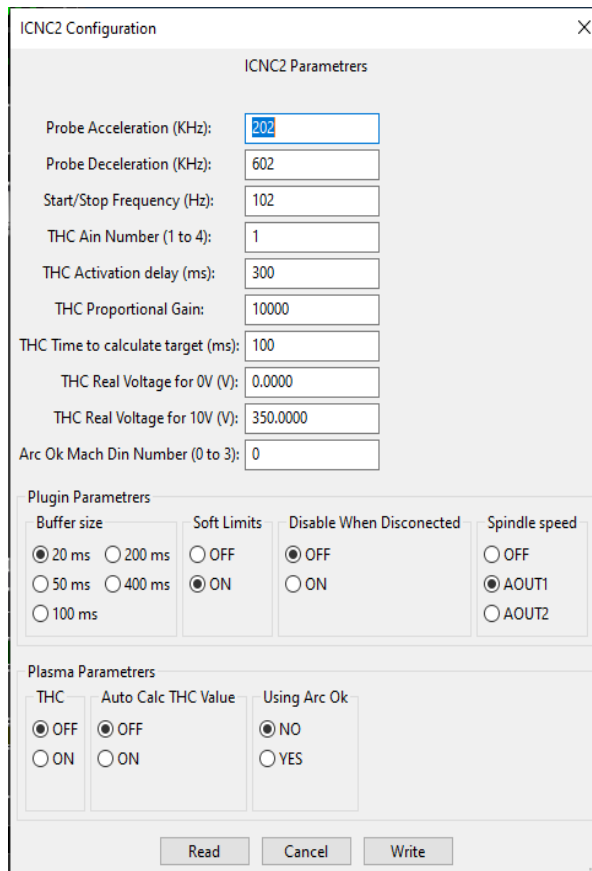 ICNC2 Configuration
ICNC2 Parametrers
Probe Acceleration (KHz): 202
Probe Deceleration (KHz): 602
Start/Stop Frequency (Hz): 102
THC Ain Number (1 to 4): 1
THC Activation delay (ms): 300
THC Proportional Gain: 10000
THC Time to calculate target (ms): 100
THC Real Voltage for 0V (V): 0.0000
THC Real Voltage for 10V (V): 350.0000
Arc Ok Mach Din Number (0 to 3): 0
Plugin Parametrers
Buffer size Soft Limits Disable When Disconected Spindle speed
20 ms 200 ms OFF OFF OFF
50 ms 400 ms ON ON AOUT1
100 ms AOUT2
Plasma Parametrers
THC Auto Calc THC Value Using Arc Ok
OFF OFF NO
ON ON YES
Read Cancel Write